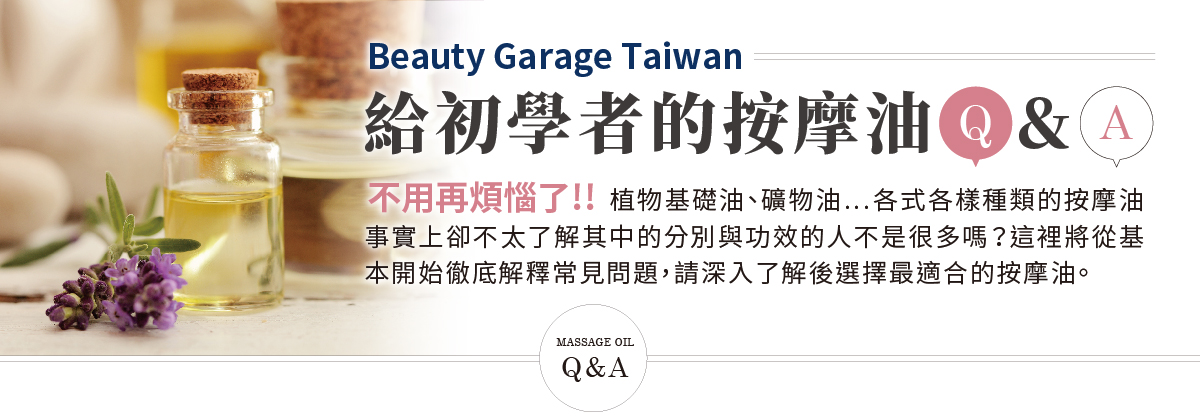 Beauty Garage Taiwan
給初學者的按摩油Q&A
不用再煩惱了!! 植物基礎油、礦物油...各式各樣種類的按摩油
事實上卻不太了解其中的分別與功效的人不是很多嗎？這裡將從基
本開始徹底解釋常見問題，請深入了解後選擇最適合的按摩油。
MASSAGE OIL
Q&A